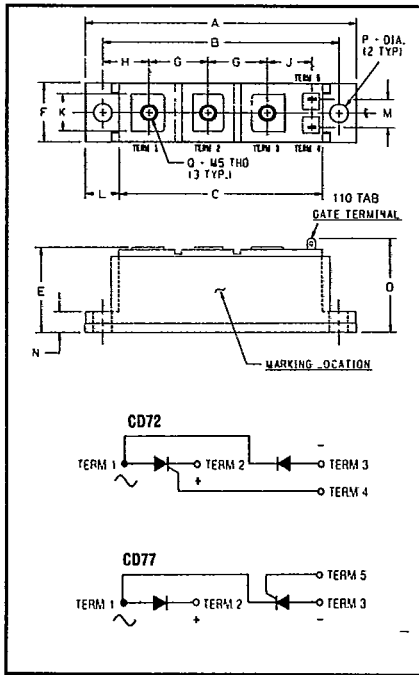 A
B
P - DIA.
(2 TYP.)
H G G J
TERM 5
F K M
TERM 1 TERM 2 TERM 3 TERM 4
Q - M5 THD
(3 TYP.)
L C
110 TAB
GATE TERMINAL
E
N
MARKING LOCATION
CD72
TERM 1 TERM 2 TERM 3
+ −
TERM 4
CD77
TERM 5
TERM 1 TERM 2 TERM 3
+ −